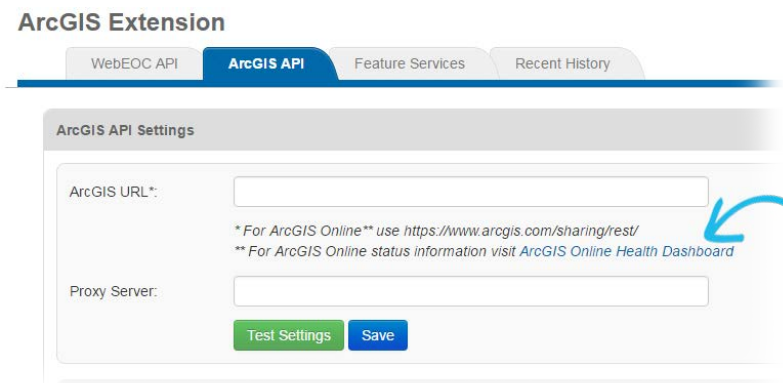 ArcGIS Extension
WebEOC API ArcGIS API Feature Services Recent History
ArcGIS API Settings
ArcGIS URL*:
* For ArcGIS Online** use https://www.arcgis.com/sharing/rest/
** For ArcGIS Online status information visit ArcGIS Online Health Dashboard
Proxy Server:
Test Settings Save